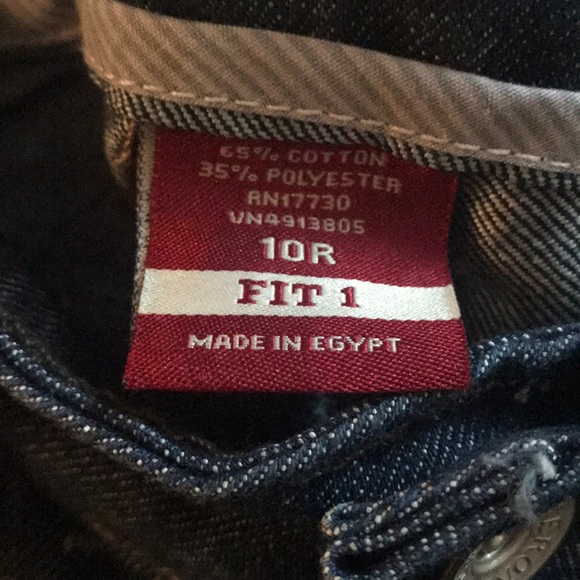 65% COTTON
35% POLYESTER
RN17730
VN4913805
10R
FIT 1
MADE IN EGYPT